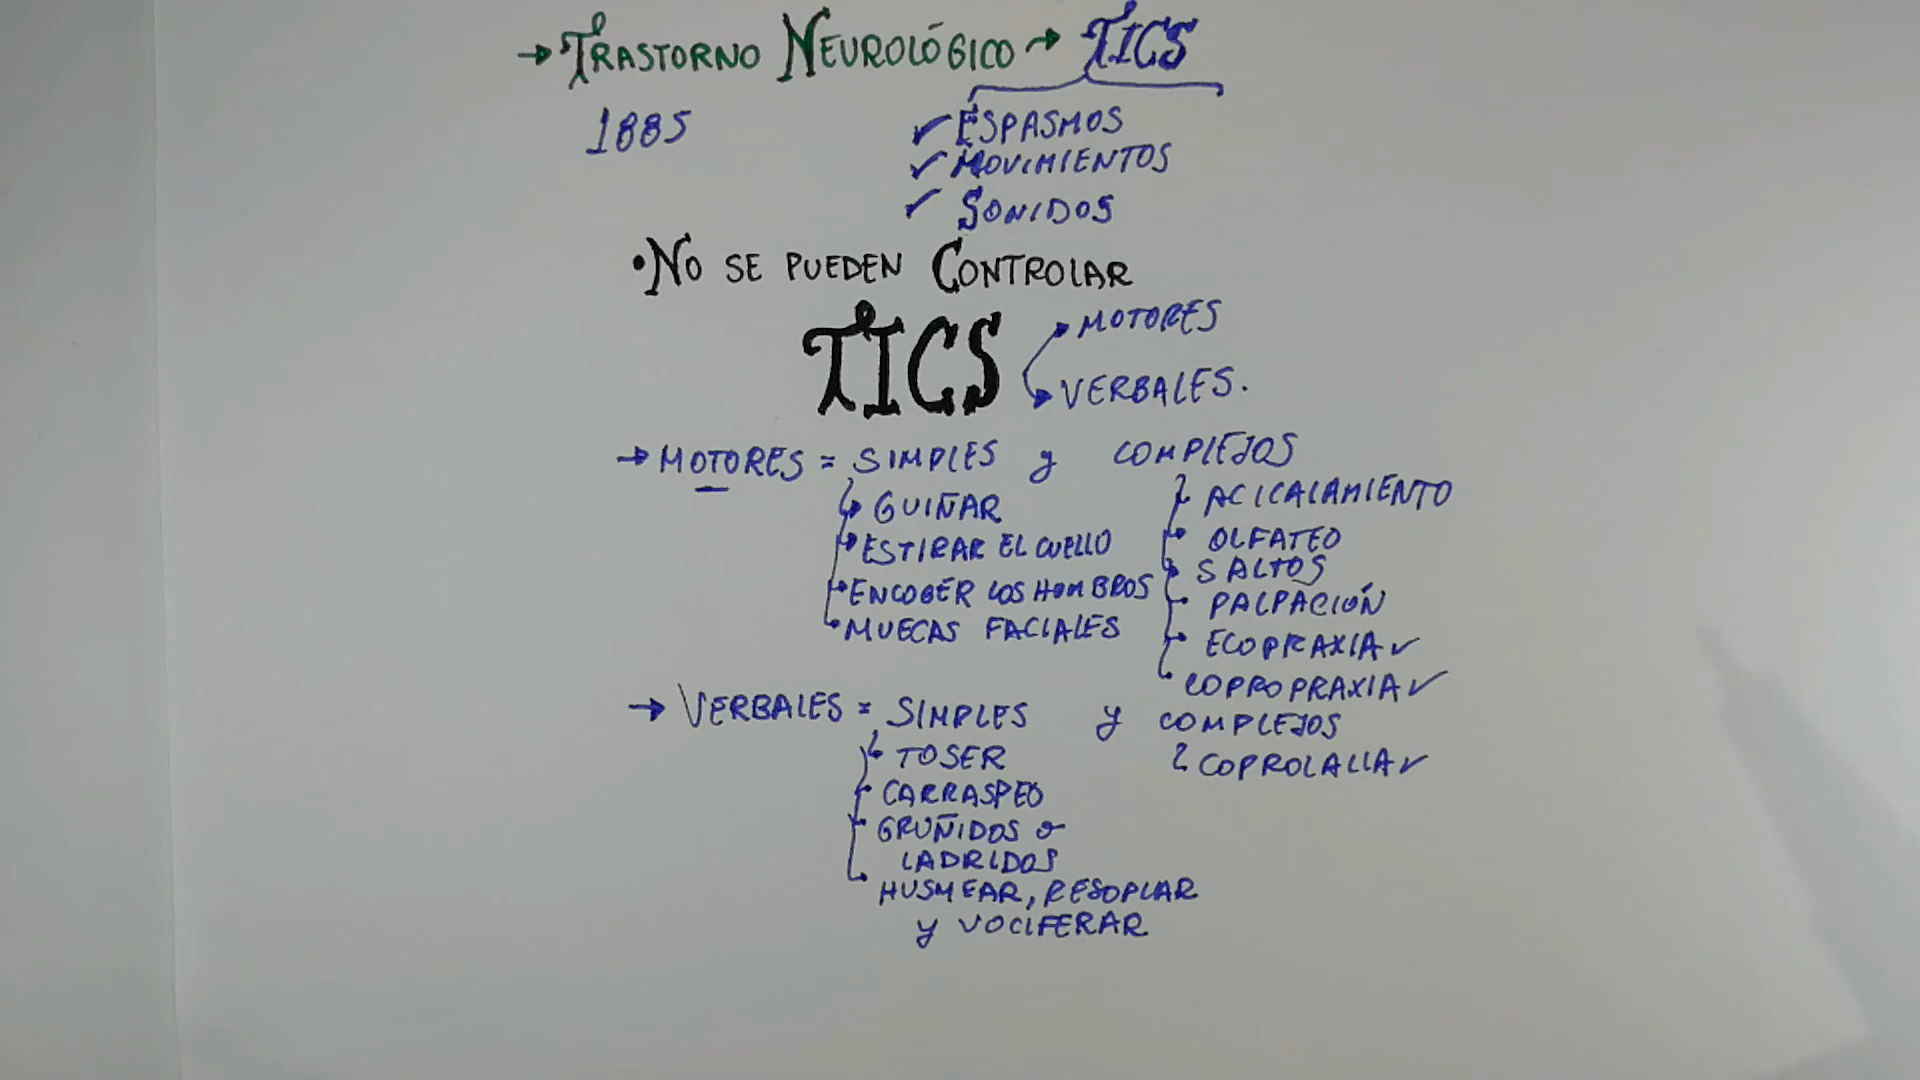 → TRASTORNO NEUROLÓGICO → TICS
1885
✓ ESPASMOS
✓ MOVIMIENTOS
✓ SONIDOS
• NO SE PUEDEN CONTROLAR
TICS
MOTORES
VERBALES.
→ MOTORES = SIMPLES y COMPLEJOS
GUIÑAR
ESTIRAR EL CUELLO
ENCOGER LOS HOMBROS
MUECAS FACIALES
ACICALAMIENTO
OLFATEO
SALTOS
PALPACIÓN
ECOPRAXIA ✓
COPROPRAXIA ✓
→ VERBALES = SIMPLES y COMPLEJOS
TOSER
CARRASPEO
GRUÑIDOS o
LADRIDOS
HUSMEAR, RESOPLAR
y VOCIFERAR
COPROLALIA ✓